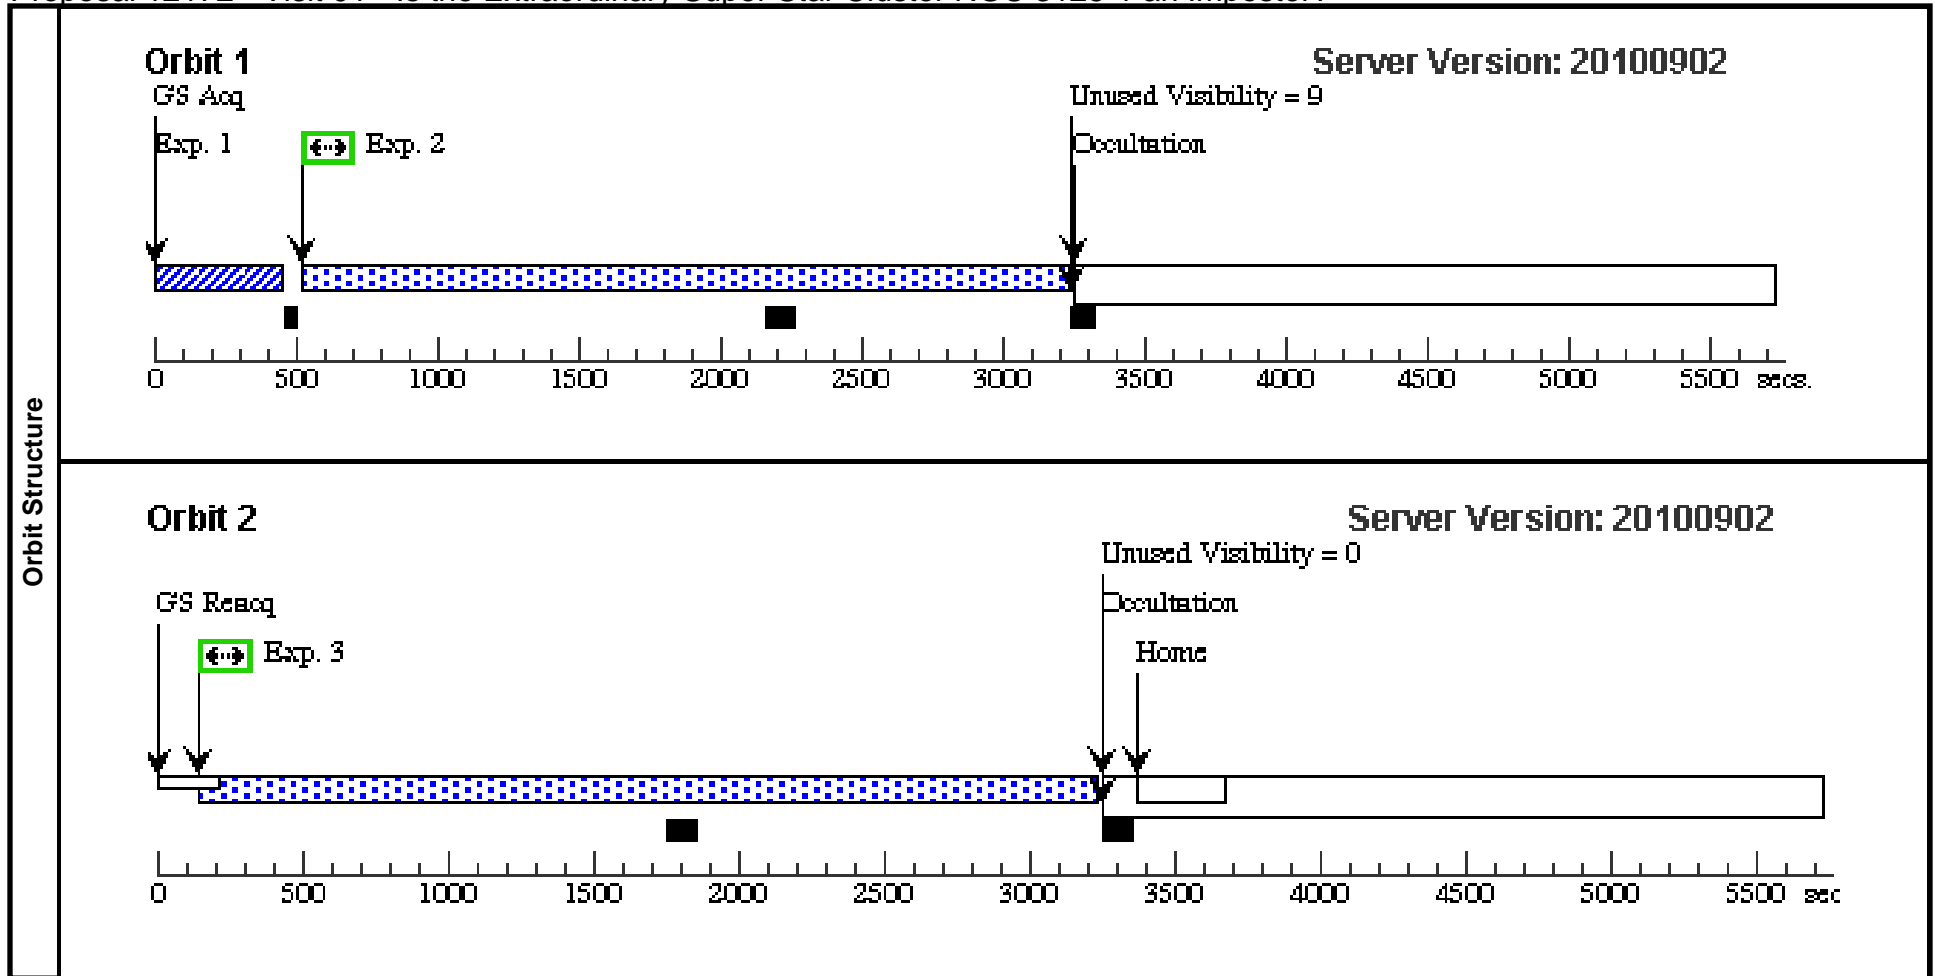 Orbit Structure
Orbit 1
Server Version: 20100902
GS Acq
Unused Visibility = 9
Exp. 1
Exp. 2
Occultation
0 500 1000 1500 2000 2500 3000 3500 4000 4500 5000 5500 secs.
Orbit 2
Server Version: 20100902
Unused Visibility = 0
GS Reacq
Occultation
Exp. 3
Home
0 500 1000 1500 2000 2500 3000 3500 4000 4500 5000 5500 sec